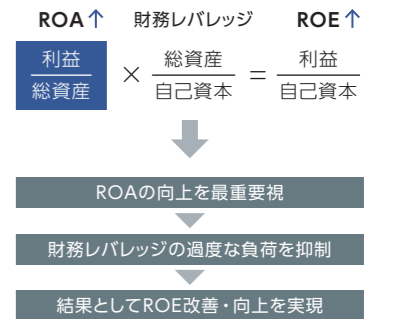 ROA↑ 財務レバレッジ ROE↑
利益 総資産 利益
× =
総資産 自己資本 自己資本
ROAの向上を最重要視
財務レバレッジの過度な負荷を抑制
結果としてROE改善・向上を実現